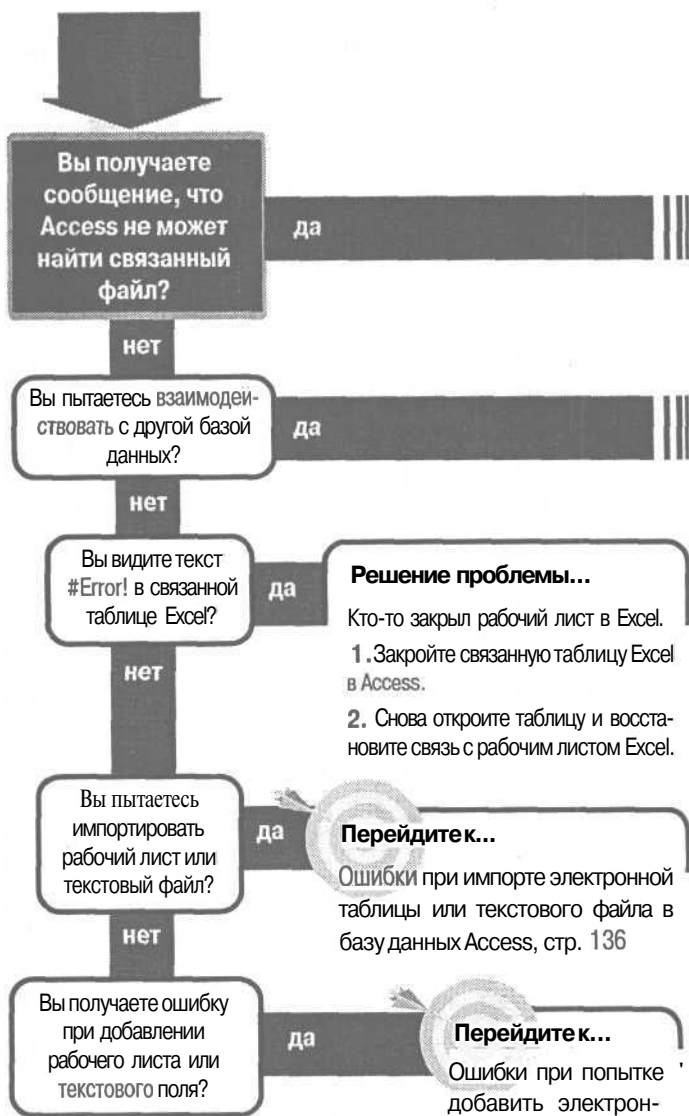 Вы получаете
сообщение, что
Access не может
найти связанный
файл?
да
нет
Вы пытаетесь взаимодей-
ствовать с другой базой
данных?
да
нет
Вы видите текст
#Error! в связанной
таблице Excel?
да
Решение проблемы...
Кто-то закрыл рабочий лист в Excel.
1. Закройте связанную таблицу Excel
в Access.
2. Снова откроите таблицу и восста-
новите связь с рабочим листом Excel.
нет
Вы пытаетесь
импортировать
рабочий лист или
текстовый файл?
да
Перейдите к...
Ошибки при импорте электронной
таблицы или текстового файла в
базу данных Access, стр. 136
нет
Вы получаете ошибку
при добавлении
рабочего листа или
текстового поля?
да
Перейдите к...
Ошибки при попытке
добавить электрон-